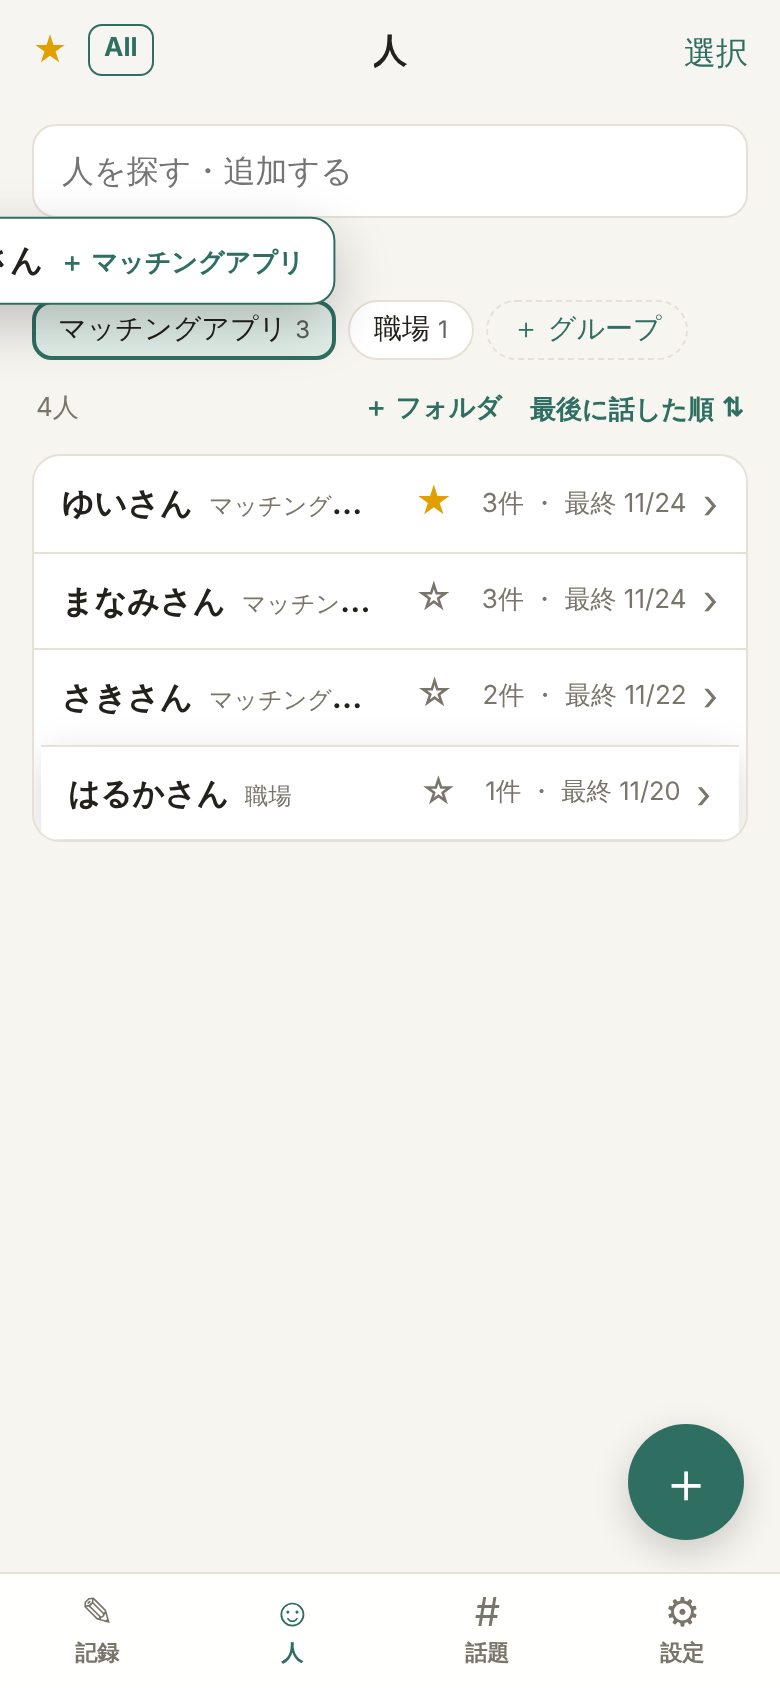 ★ All 人 選択
人を探す・追加する
さん + マッチングアプリ
マッチングアプリ 3 職場 1 + グループ
4人 + フォルダ 最後に話した順 ⇅
ゆいさん マッチング… ★ 3件 ・ 最終 11/24 ›
まなみさん マッチン… ☆ 3件 ・ 最終 11/24 ›
さきさん マッチング… ☆ 2件 ・ 最終 11/22 ›
はるかさん 職場 ☆ 1件 ・ 最終 11/20 ›
+
記録 人 # 話題 設定